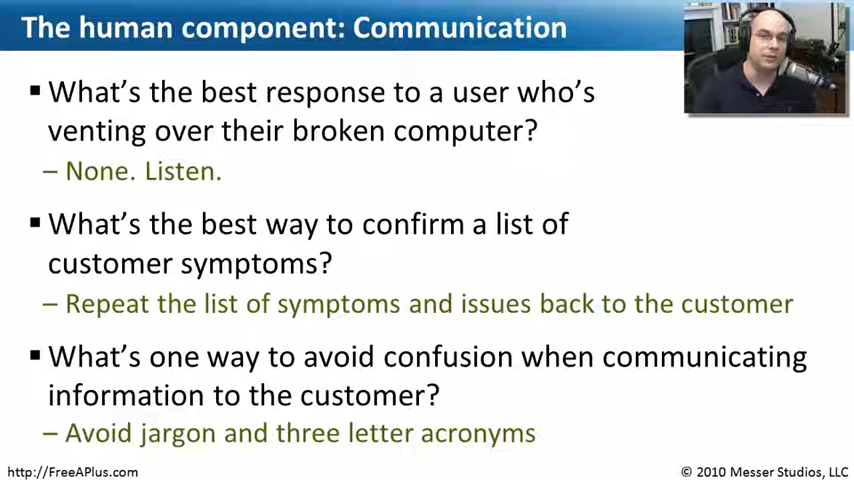 The human component: Communication
▪ What's the best response to a user who's
venting over their broken computer?
– None. Listen.
▪ What's the best way to confirm a list of
customer symptoms?
– Repeat the list of symptoms and issues back to the customer
▪ What's one way to avoid confusion when communicating
information to the customer?
– Avoid jargon and three letter acronyms
http://FreeAPlus.com
© 2010 Messer Studios, LLC